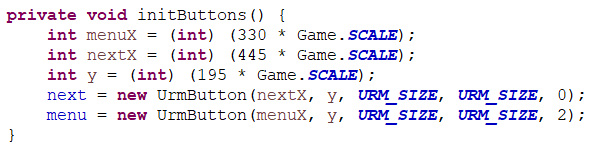 private void initButtons() {
    int menuX = (int) (330 * Game.SCALE);
    int nextX = (int) (445 * Game.SCALE);
    int y = (int) (195 * Game.SCALE);
    next = new UrmButton(nextX, y, URM_SIZE, URM_SIZE, 0);
    menu = new UrmButton(menuX, y, URM_SIZE, URM_SIZE, 2);
}